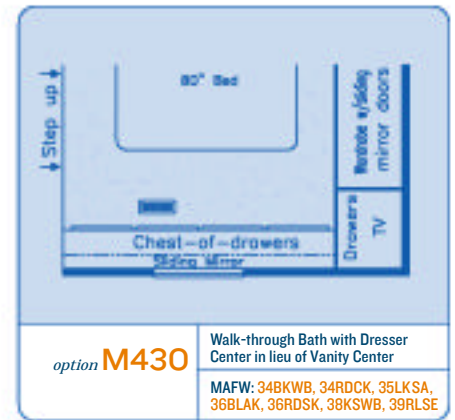 80" Bed
Step up
Wardrobe w/sliding
mirror doors
Drawers
TV
Chest-of-drawers
Sliding Mirror
option M430
Walk-through Bath with Dresser
Center in lieu of Vanity Center
MAFW: 34BKWB, 34RDCK, 35LKSA,
36BLAK, 36RDSK, 38KSWB, 39RLSE